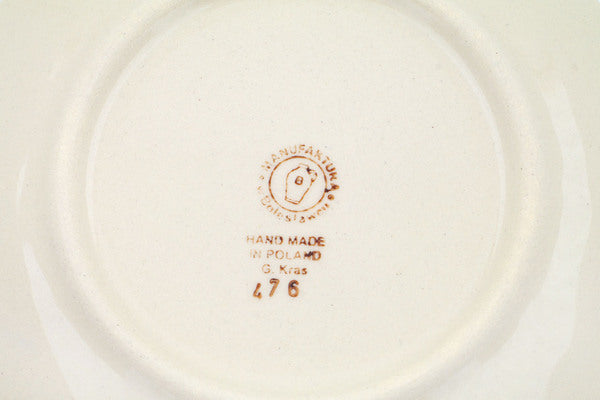 MANUFAKTURA
Bolesławiec
B
HAND MADE
IN POLAND
G. Kras
476